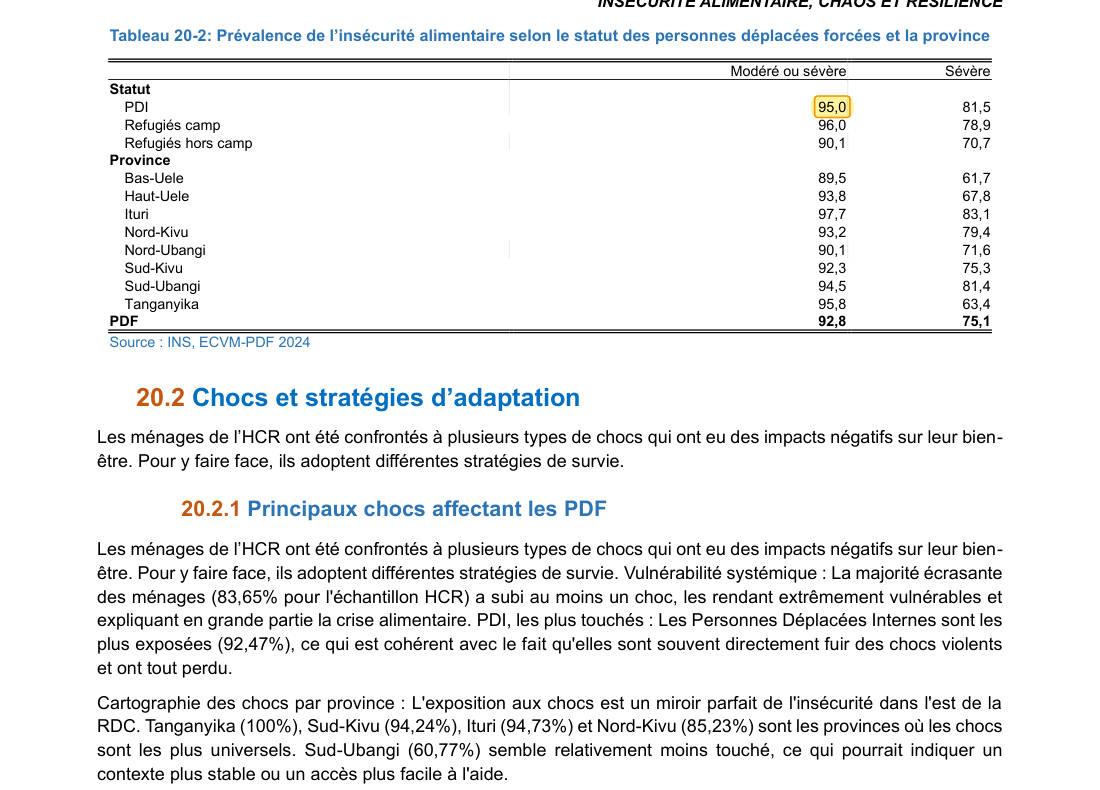 INSÉCURITÉ ALIMENTAIRE, CHAOS ET RÉSILIENCE
Tableau 20-2: Prévalence de l'insécurité alimentaire selon le statut des personnes déplacées forcées et la province
Modéré ou sévère Sévère
Statut
PDI 95,0 81,5
Refugiés camp 96,0 78,9
Refugiés hors camp 90,1 70,7
Province
Bas-Uele 89,5 61,7
Haut-Uele 93,8 67,8
Ituri 97,7 83,1
Nord-Kivu 93,2 79,4
Nord-Ubangi 90,1 71,6
Sud-Kivu 92,3 75,3
Sud-Ubangi 94,5 81,4
Tanganyika 95,8 63,4
PDF 92,8 75,1
Source : INS, ECVM-PDF 2024
20.2 Chocs et stratégies d'adaptation
Les ménages de l'HCR ont été confrontés à plusieurs types de chocs qui ont eu des impacts négatifs sur leur bien-
être. Pour y faire face, ils adoptent différentes stratégies de survie.
20.2.1 Principaux chocs affectant les PDF
Les ménages de l'HCR ont été confrontés à plusieurs types de chocs qui ont eu des impacts négatifs sur leur bien-
être. Pour y faire face, ils adoptent différentes stratégies de survie. Vulnérabilité systémique : La majorité écrasante
des ménages (83,65% pour l'échantillon HCR) a subi au moins un choc, les rendant extrêmement vulnérables et
expliquant en grande partie la crise alimentaire. PDI, les plus touchés : Les Personnes Déplacées Internes sont les
plus exposées (92,47%), ce qui est cohérent avec le fait qu'elles sont souvent directement fuir des chocs violents
et ont tout perdu.
Cartographie des chocs par province : L'exposition aux chocs est un miroir parfait de l'insécurité dans l'est de la
RDC. Tanganyika (100%), Sud-Kivu (94,24%), Ituri (94,73%) et Nord-Kivu (85,23%) sont les provinces où les chocs
sont les plus universels. Sud-Ubangi (60,77%) semble relativement moins touché, ce qui pourrait indiquer un
contexte plus stable ou un accès plus facile à l'aide.